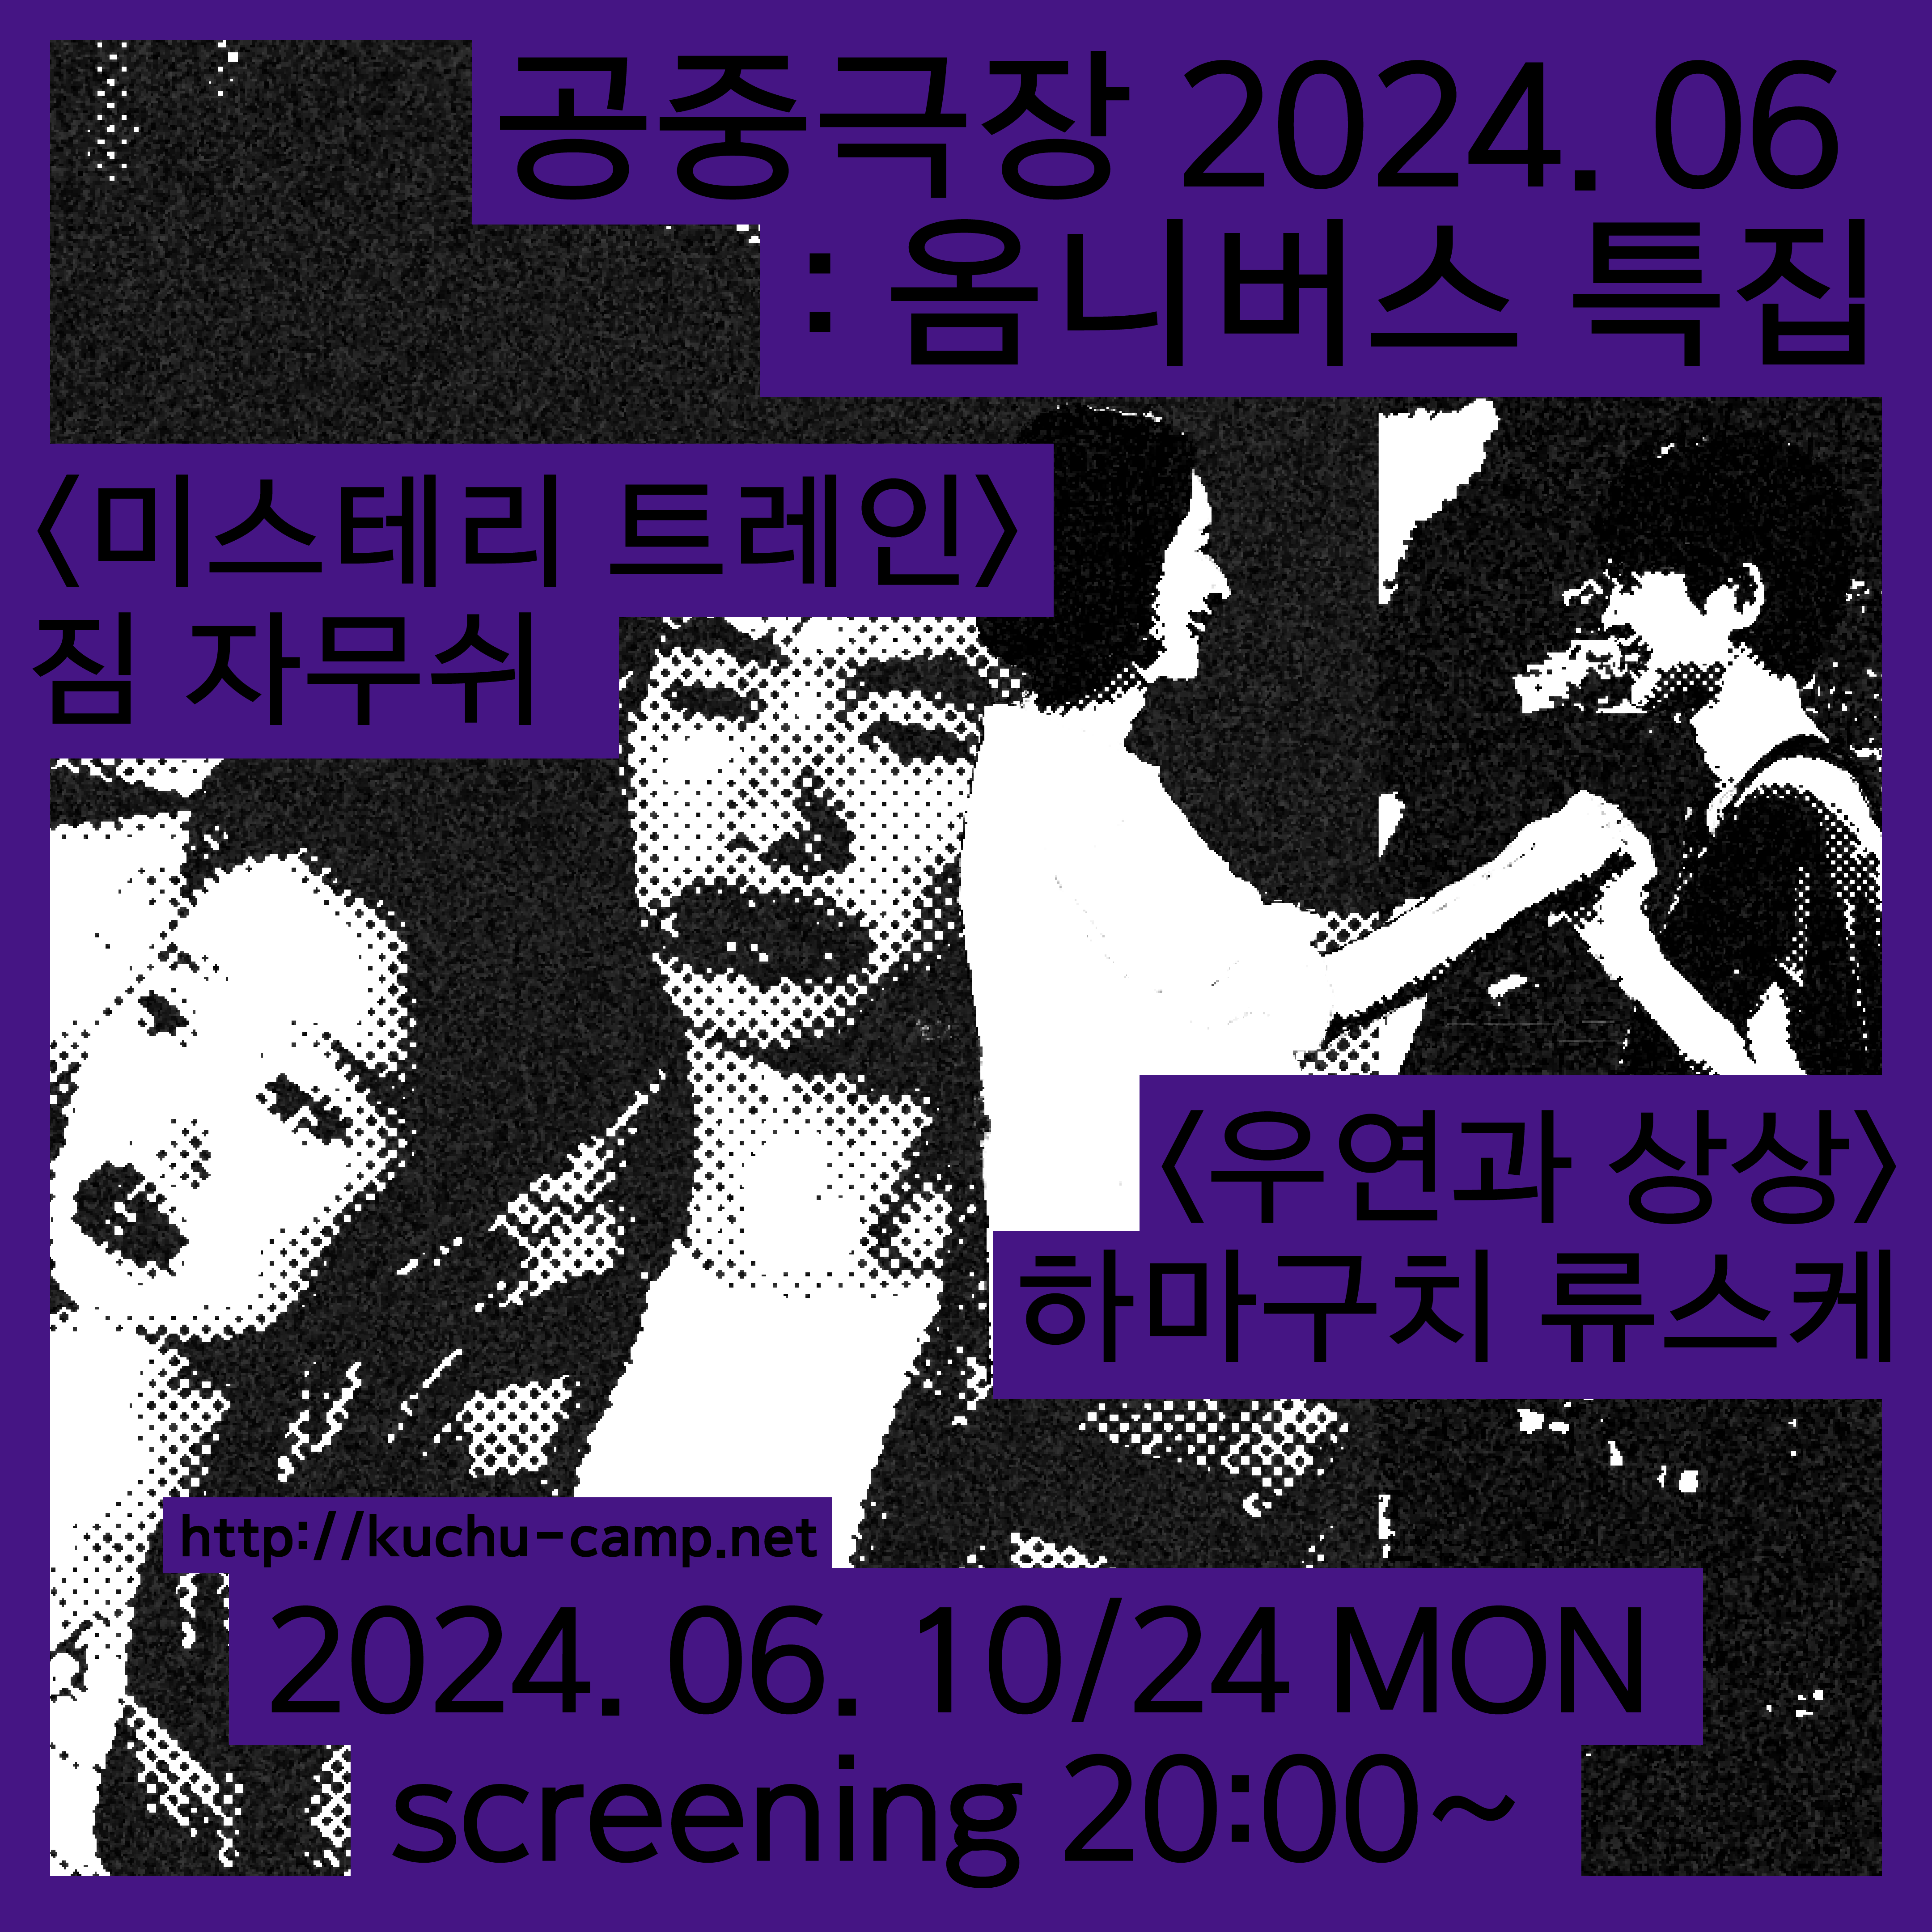 공중극장 2024. 06
: 옴니버스 특집
〈미스테리 트레인〉
짐 자무쉬
〈우연과 상상〉
하마구치 류스케
http://kuchu-camp.net
2024. 06. 10/24 MON
screening 20:00~